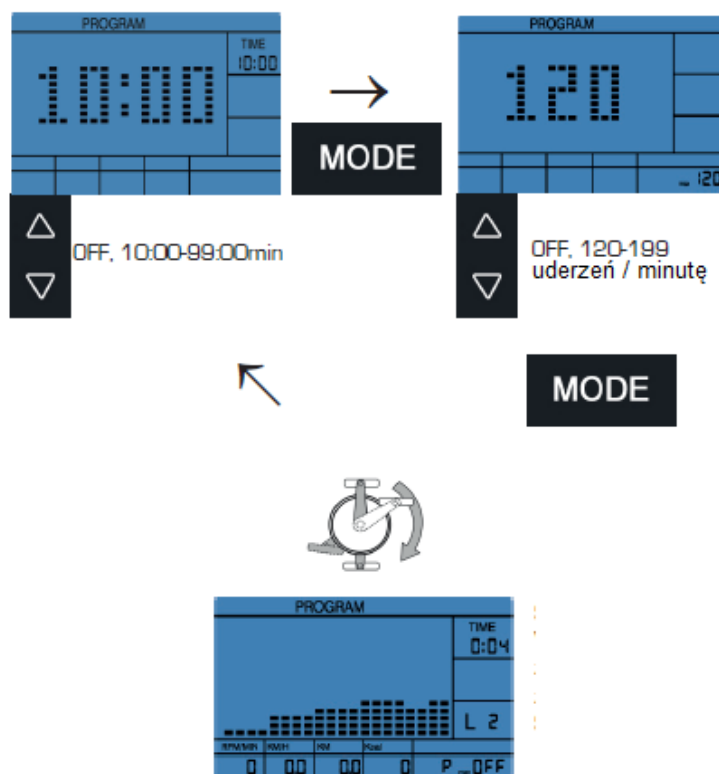 PROGRAM
TIME
10:00
10:00
MODE
OFF, 10:00-99:00min
PROGRAM
120
120
OFF, 120-199
uderzeń / minutę
MODE
PROGRAM
TIME
0:04
L 2
RPM/MIN KM/H KM Kcal
0 0.0 0.0 0 P OFF